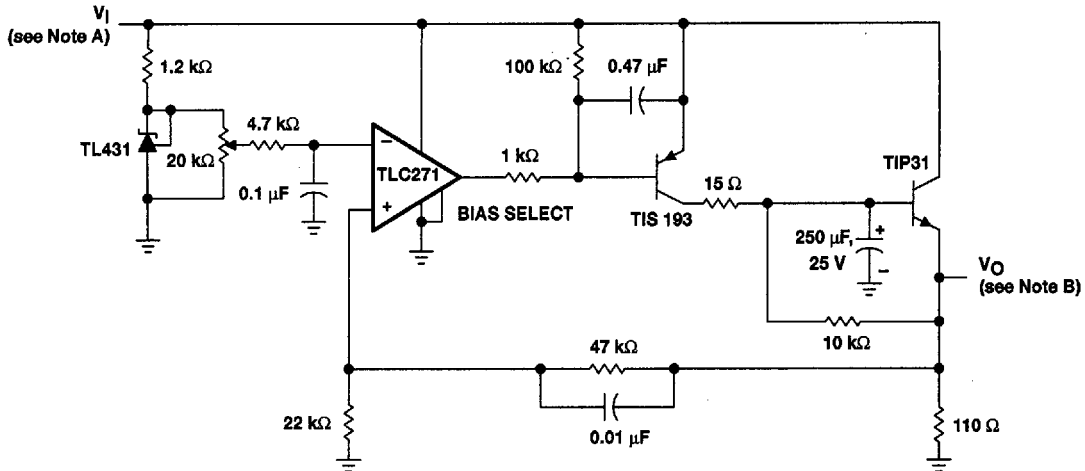 VI
(see Note A)
1.2 kΩ
TL431
20 kΩ
4.7 kΩ
0.1 μF
−
TLC271
+
BIAS SELECT
1 kΩ
100 kΩ
0.47 μF
TIS 193
15 Ω
TIP31
250 μF,
25 V
+
−
VO
(see Note B)
10 kΩ
47 kΩ
0.01 μF
22 kΩ
110 Ω